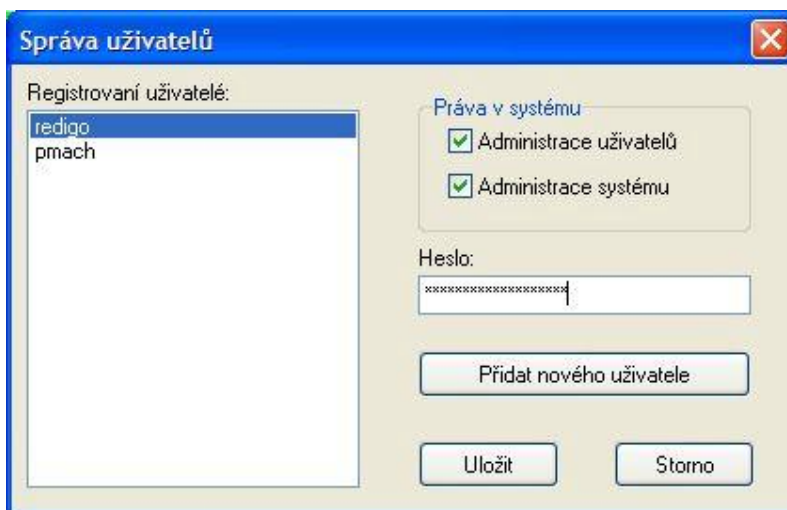 Správa uživatelů
Registrovaní uživatelé:
redigo
pmach
Práva v systému
Administrace uživatelů
Administrace systému
Heslo:
*******************
Přidat nového uživatele
Uložit
Storno